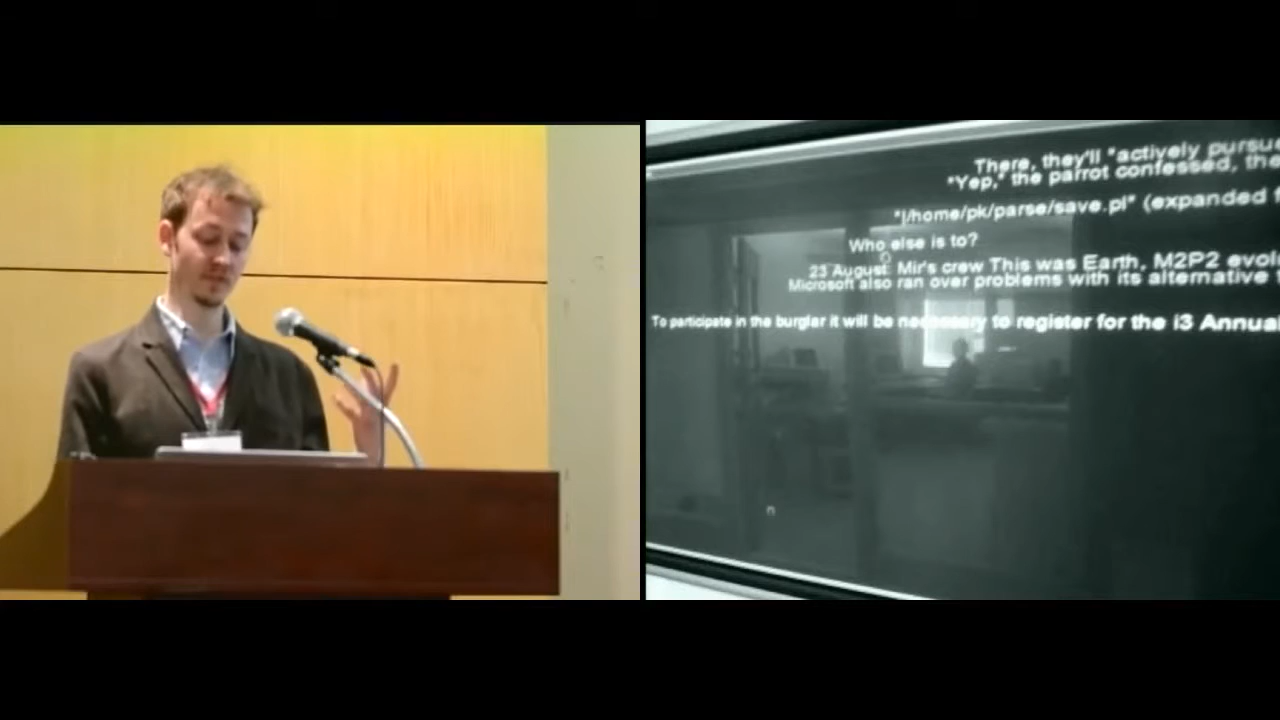 There, they'll "actively pursue
"Yep," the parrot confessed, the
"l/home/pk/parse/save.pl" (expanded f
Who else is to?
23 August: Mir's crew This was Earth, M2P2 evolu
Microsoft also ran over problems with its alternative
To participate in the burglar it will be necessary to register for the i3 Annual